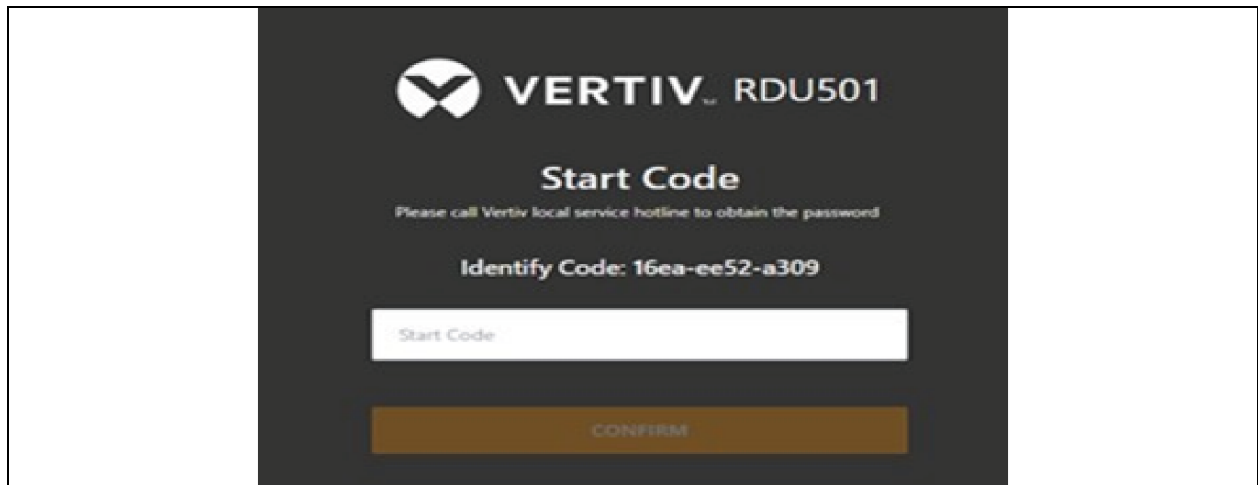 VERTIV™ RDU501
Start Code
Please call Vertiv local service hotline to obtain the password
Identify Code: 16ea-ee52-a309
Start Code
CONFIRM